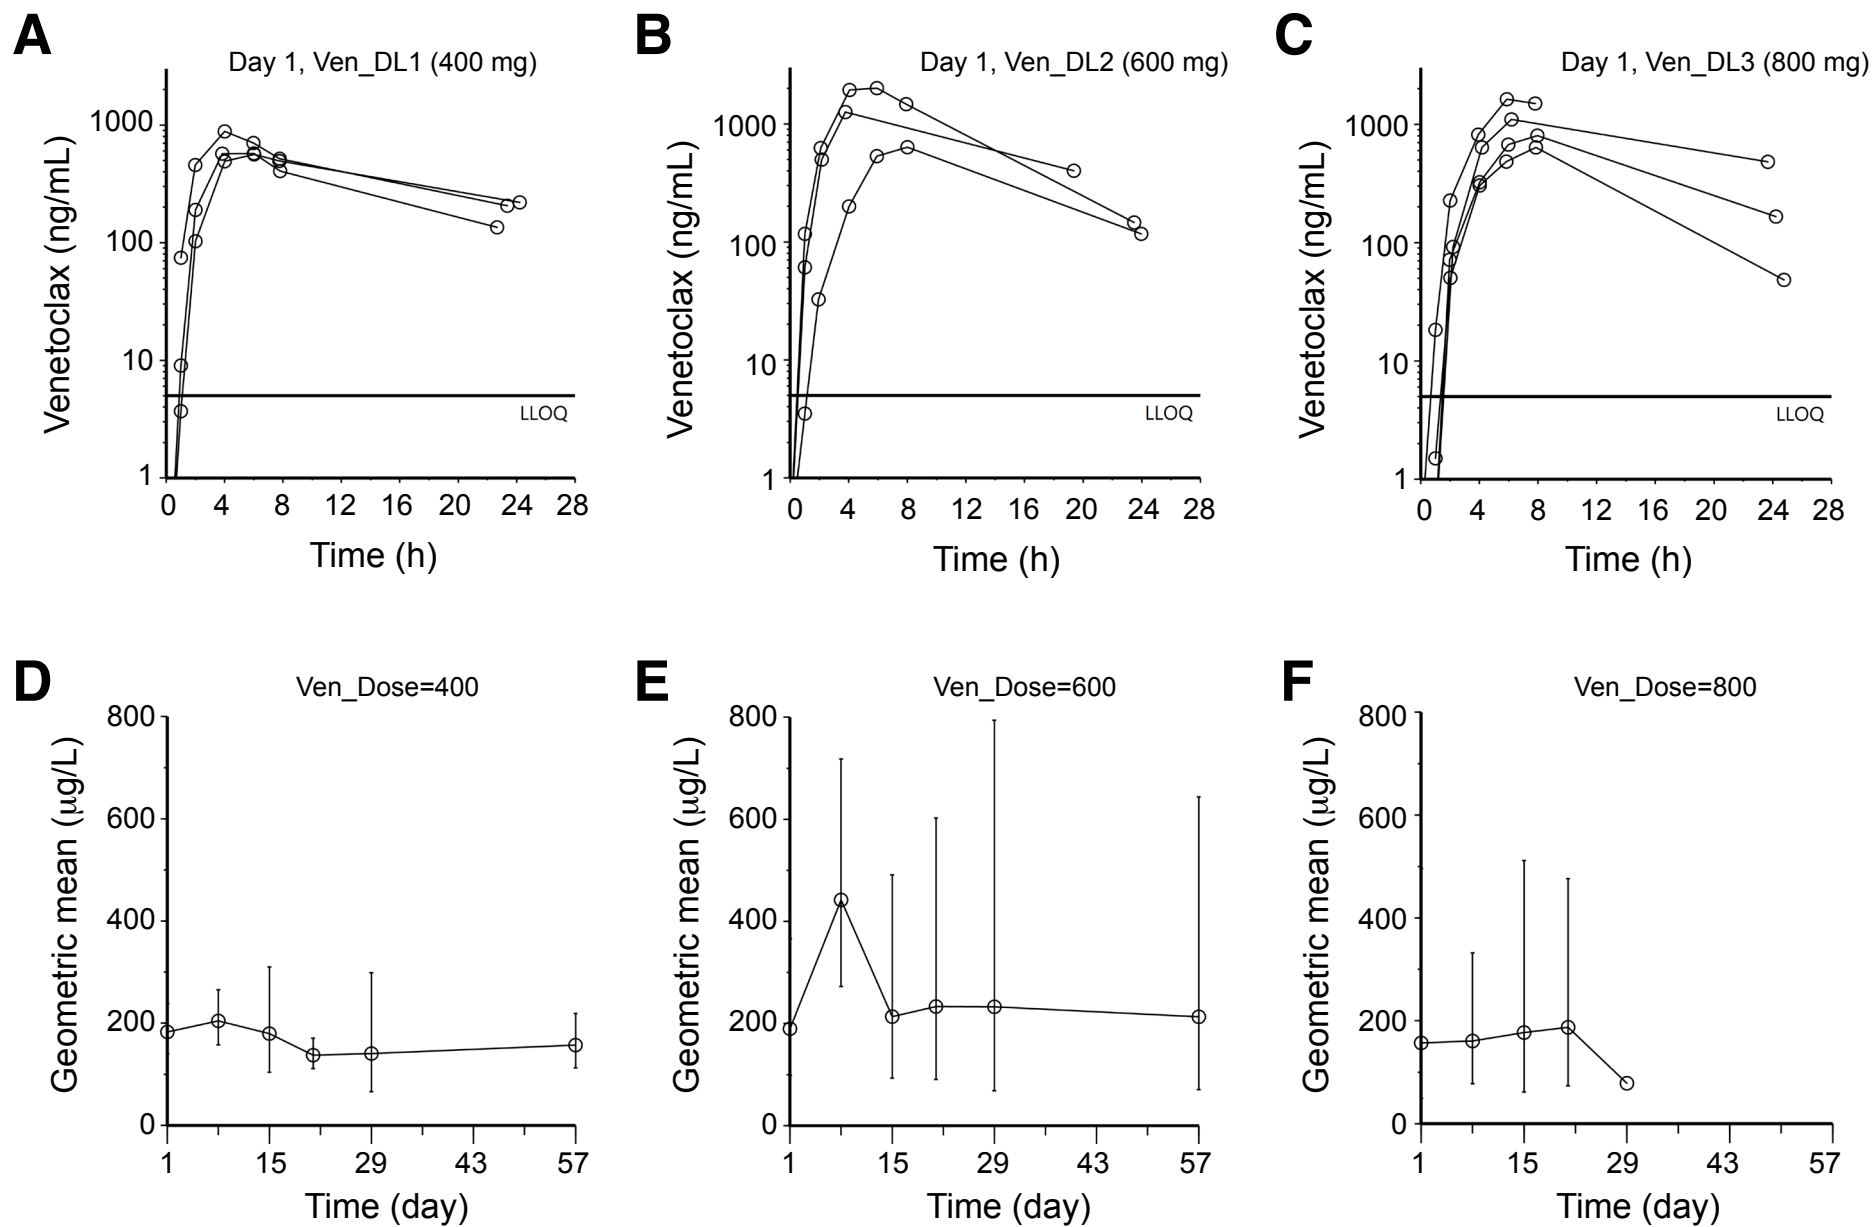 A
Day 1, Ven_DL1 (400 mg)
Venetoclax (ng/mL)
1000
100
10
1
LLOQ
0 4 8 12 16 20 24 28
Time (h)
B
Day 1, Ven_DL2 (600 mg)
Venetoclax (ng/mL)
1000
100
10
1
LLOQ
0 4 8 12 16 20 24 28
Time (h)
C
Day 1, Ven_DL3 (800 mg)
Venetoclax (ng/mL)
1000
100
10
1
LLOQ
0 4 8 12 16 20 24 28
Time (h)
D
Ven_Dose=400
Geometric mean (μg/L)
800
600
400
200
0
1 15 29 43 57
Time (day)
E
Ven_Dose=600
Geometric mean (μg/L)
800
600
400
200
0
1 15 29 43 57
Time (day)
F
Ven_Dose=800
Geometric mean (μg/L)
800
600
400
200
0
1 15 29 43 57
Time (day)